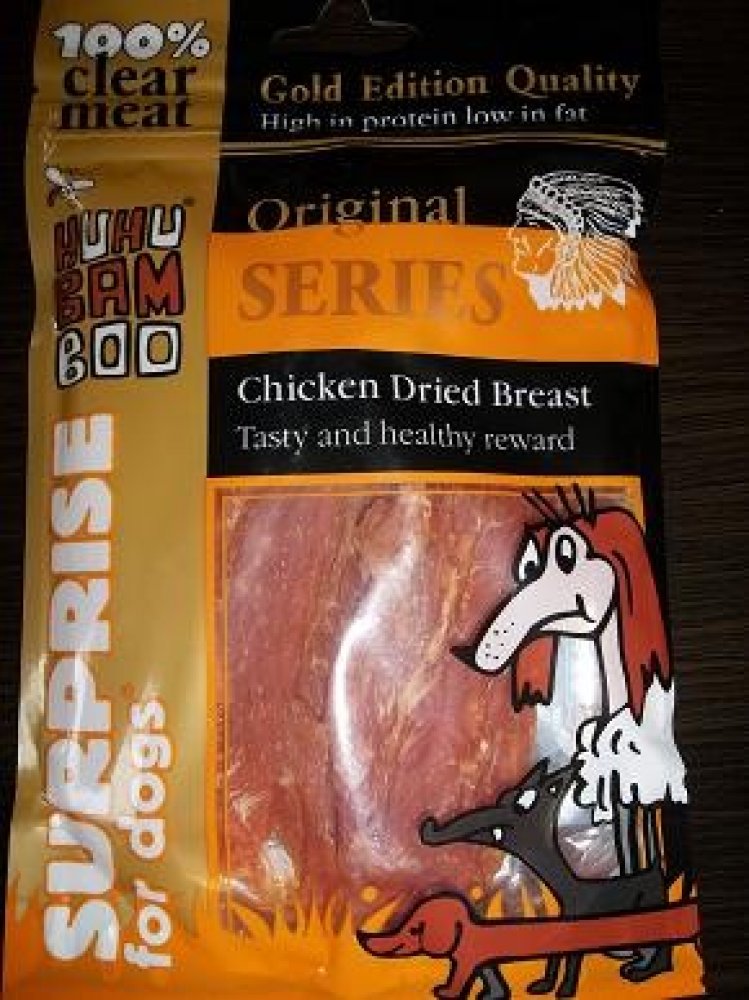 100%
clear
meat
Gold Edition Quality
High in protein low in fat
HUHU®
BAM
BOO
Original
SERIES
Chicken Dried Breast
Tasty and healthy reward
SURPRISE
for dogs